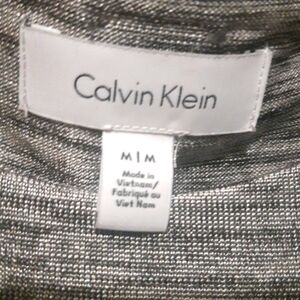 Calvin Klein
M | M
Made in
Vietnam/
Fabriqué au
Viet Nam